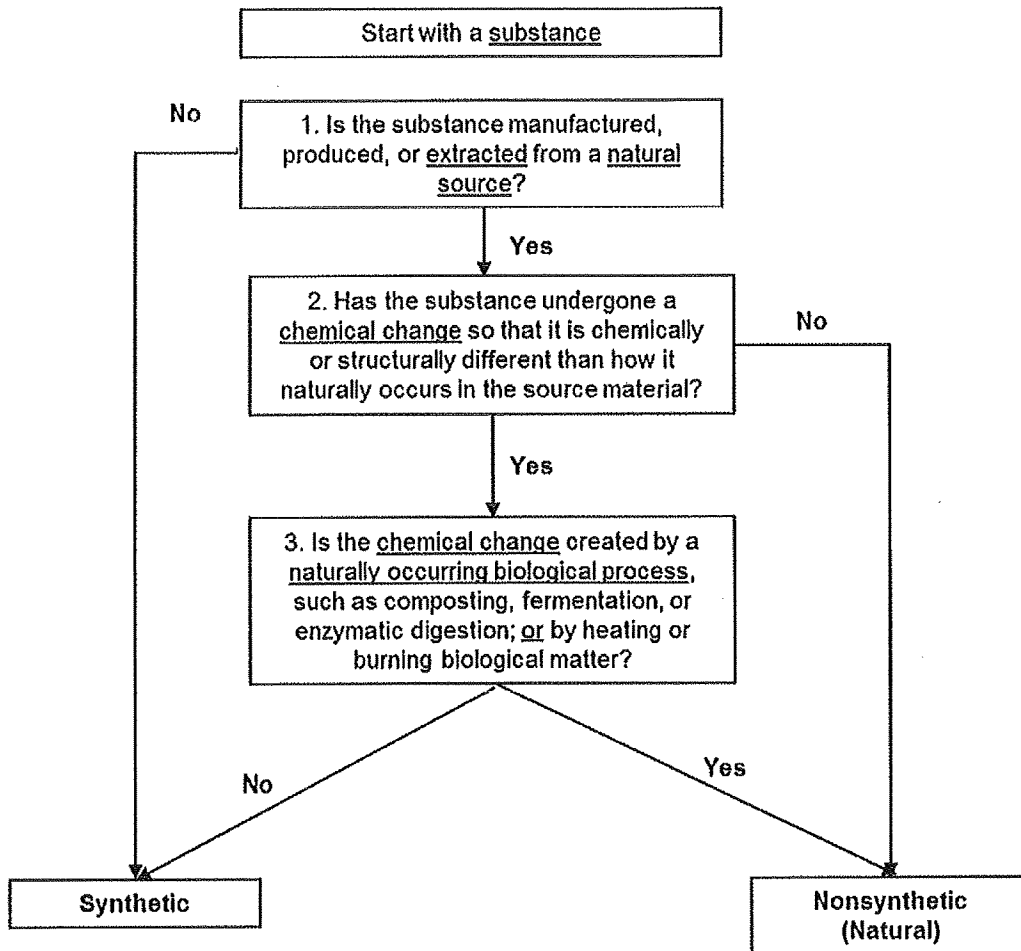 Start with a substance
No
1. Is the substance manufactured,
produced, or extracted from a natural
source?
Yes
2. Has the substance undergone a
chemical change so that it is chemically
or structurally different than how it
naturally occurs in the source material?
No
Yes
3. Is the chemical change created by a
naturally occurring biological process,
such as composting, fermentation, or
enzymatic digestion; or by heating or
burning biological matter?
No
Yes
Synthetic
Nonsynthetic
(Natural)